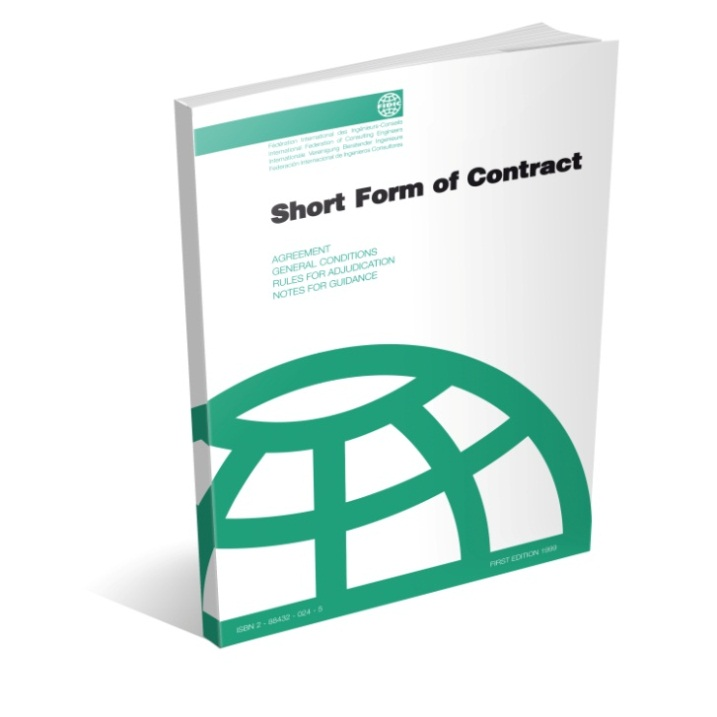 FIDIC
Fédération Internationale des Ingénieurs-Conseils
International Federation of Consulting Engineers
Internationale Vereinigung Beratender Ingenieure
Federación Internacional de Ingenieros Consultores
Short Form of Contract
AGREEMENT
GENERAL CONDITIONS
RULES FOR ADJUDICATION
NOTES FOR GUIDANCE
FIRST EDITION 1999
ISBN 2 - 88432 - 024 - 5